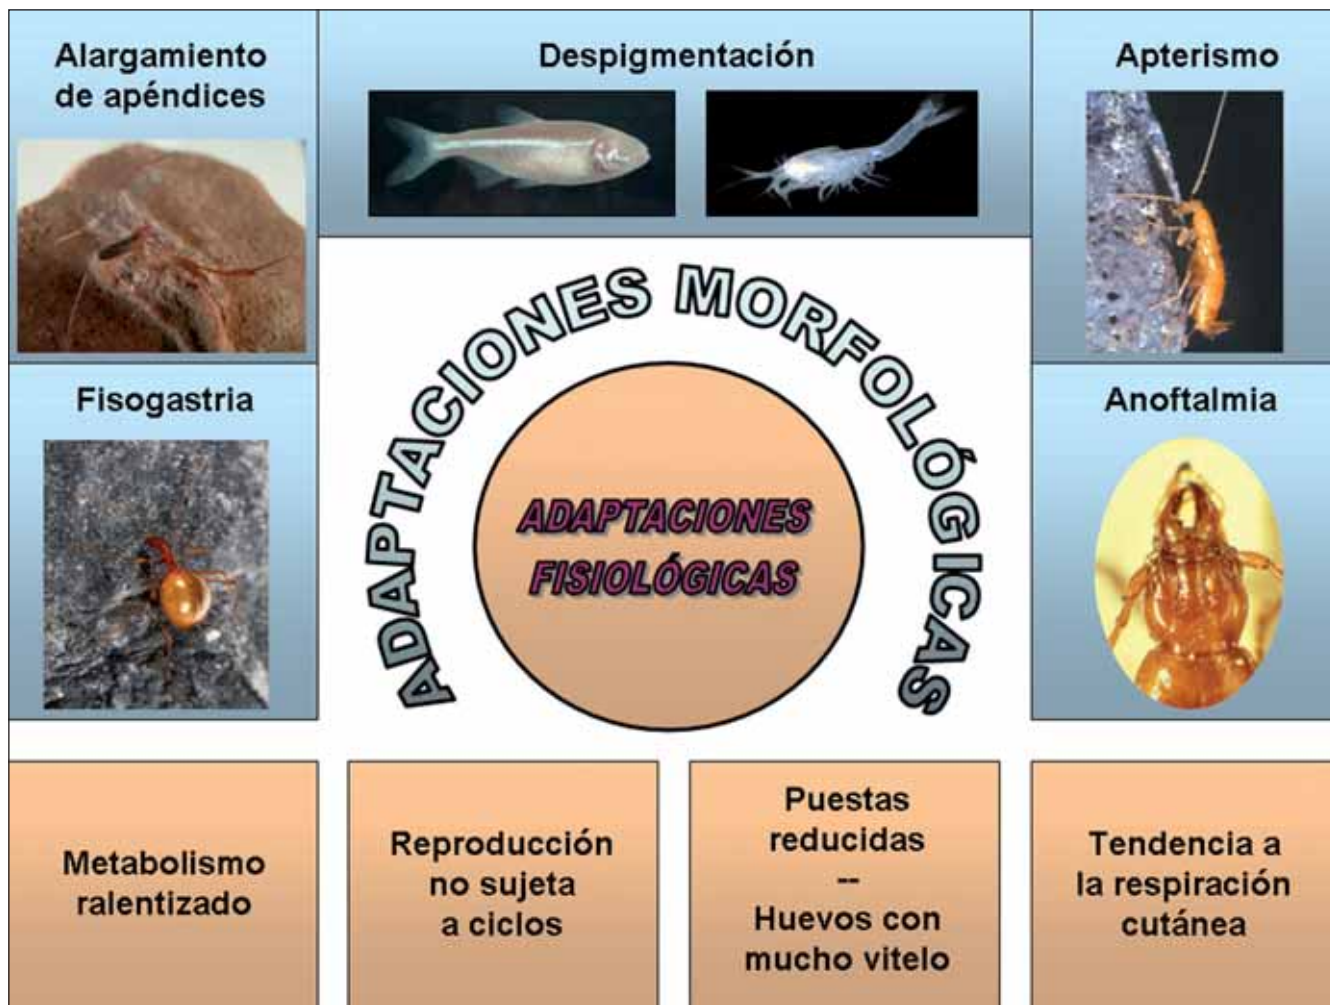 Alargamiento
de apéndices
Despigmentación
Apterismo
Fisogastria
Anoftalmia
ADAPTACIONES MORFOLÓGICAS
ADAPTACIONES
FISIOLÓGICAS
Metabolismo
ralentizado
Reproducción
no sujeta
a ciclos
Puestas
reducidas
--
Huevos con
mucho vitelo
Tendencia a
la respiración
cutánea